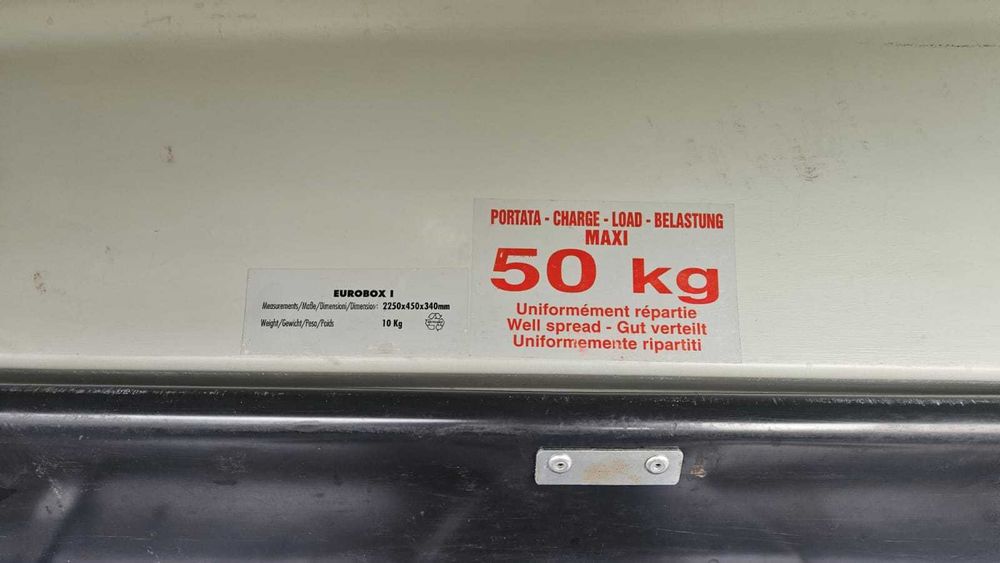 EUROBOX I
Measurements/Maße/Dimensioni/Dimension: 2250x450x340mm
Weight/Gewicht/Peso/Poids 10 Kg
PORTATA - CHARGE - LOAD - BELASTUNG
MAXI
50 kg
Uniformément répartie
Well spread - Gut verteilt
Uniformemente ripartiti